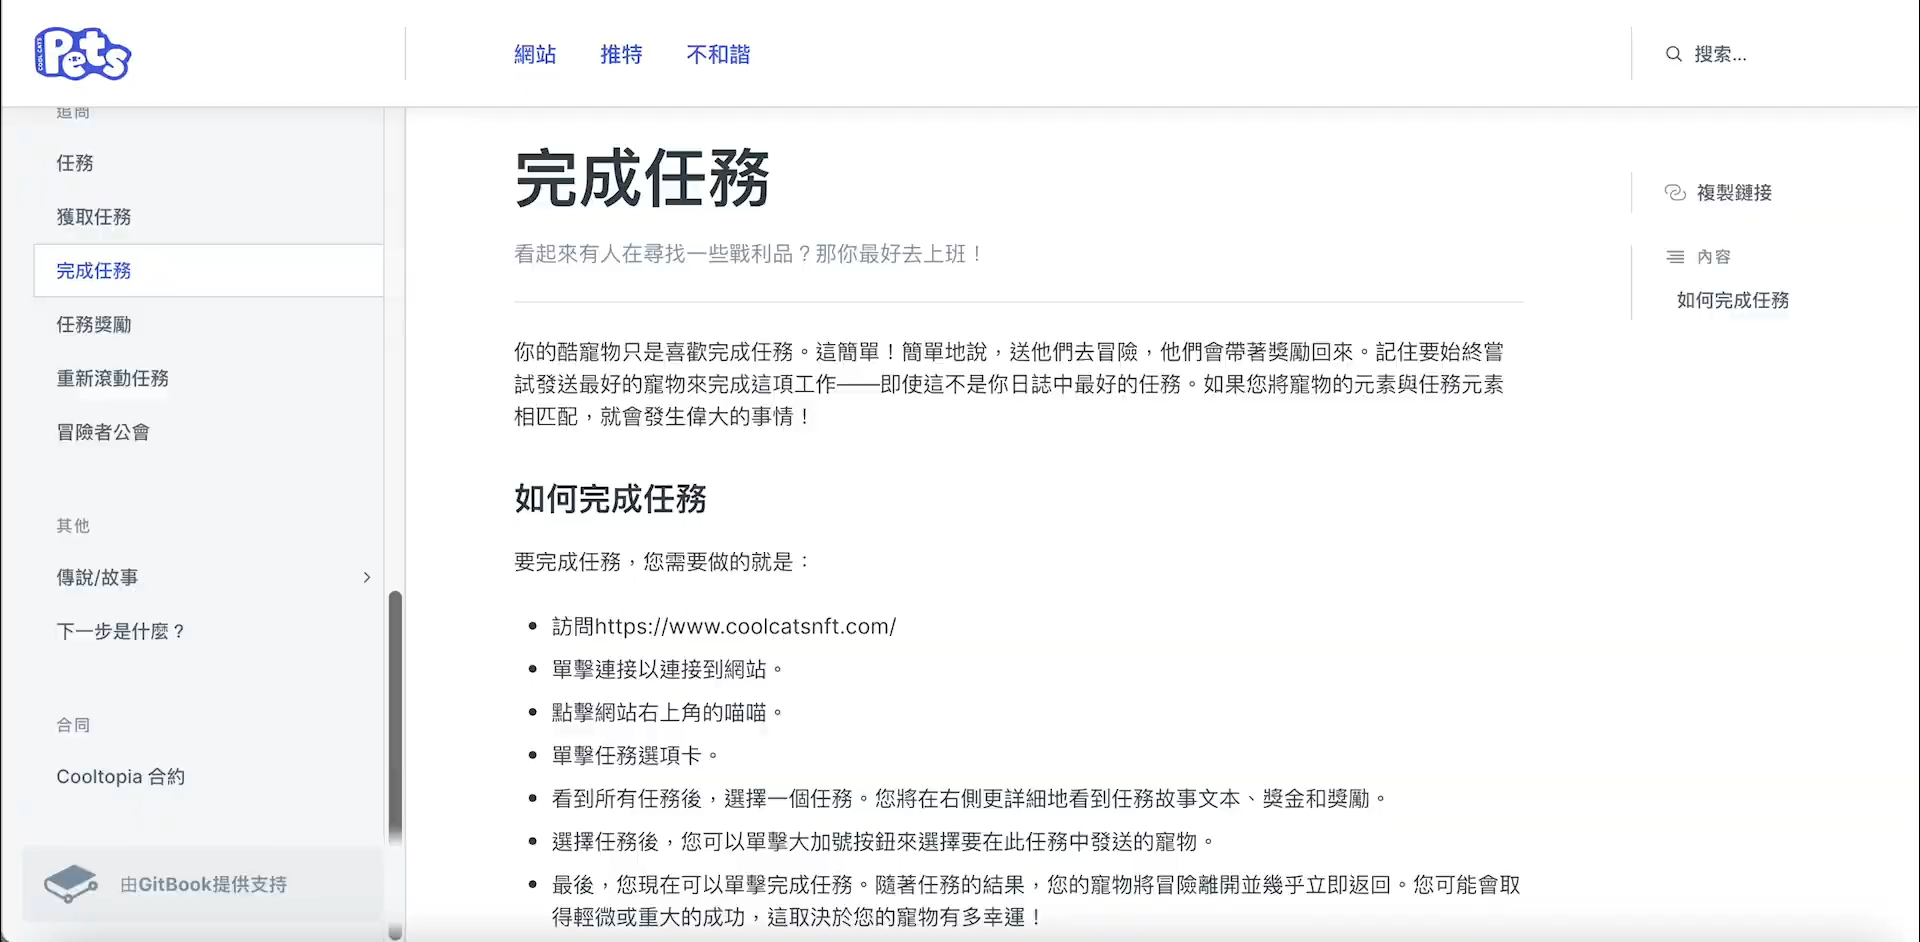 COOL CATS
Pets
網站
推特
不和諧
搜索...
追問
任務
獲取任務
完成任務
任務獎勵
重新滾動任務
冒險者公會
其他
傳說/故事
下一步是什麼？
合同
Cooltopia 合約
由GitBook提供支持
完成任務
看起來有人在尋找一些戰利品？那你最好去上班！
你的酷寵物只是喜歡完成任務。這簡單！簡單地說，送他們去冒險，他們會帶著獎勵回來。記住要始終嘗
試發送最好的寵物來完成這項工作——即使這不是你日誌中最好的任務。如果您將寵物的元素與任務元素
相匹配，就會發生偉大的事情！
如何完成任務
要完成任務，您需要做的就是：
訪問https://www.coolcatsnft.com/
單擊連接以連接到網站。
點擊網站右上角的喵喵。
單擊任務選項卡。
看到所有任務後，選擇一個任務。您將在右側更詳細地看到任務故事文本、獎金和獎勵。
選擇任務後，您可以單擊大加號按鈕來選擇要在此任務中發送的寵物。
最後，您現在可以單擊完成任務。隨著任務的結果，您的寵物將冒險離開並幾乎立即返回。您可能會取
得輕微或重大的成功，這取決於您的寵物有多幸運！
複製鏈接
內容
如何完成任務